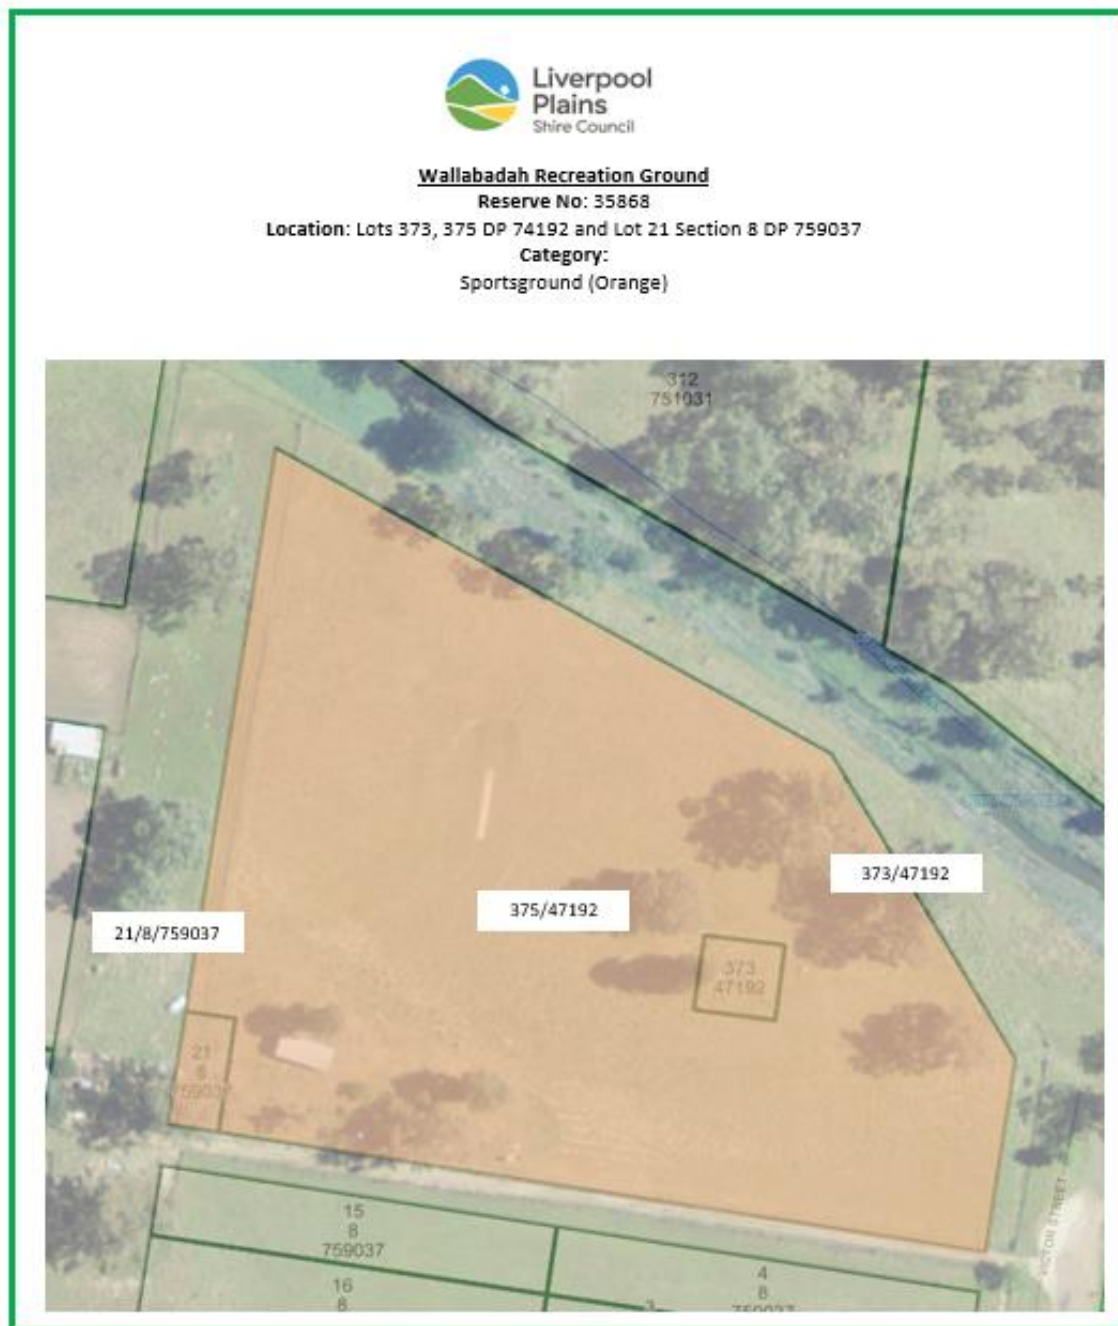 Liverpool
Plains
Shire Council
Wallabadah Recreation Ground
Reserve No: 35868
Location: Lots 373, 375 DP 74192 and Lot 21 Section 8 DP 759037
Category:
Sportsground (Orange)
312
751031
373/47192
375/47192
21/8/759037
373
47192
21
8
15
8
759037
4
8
16
8